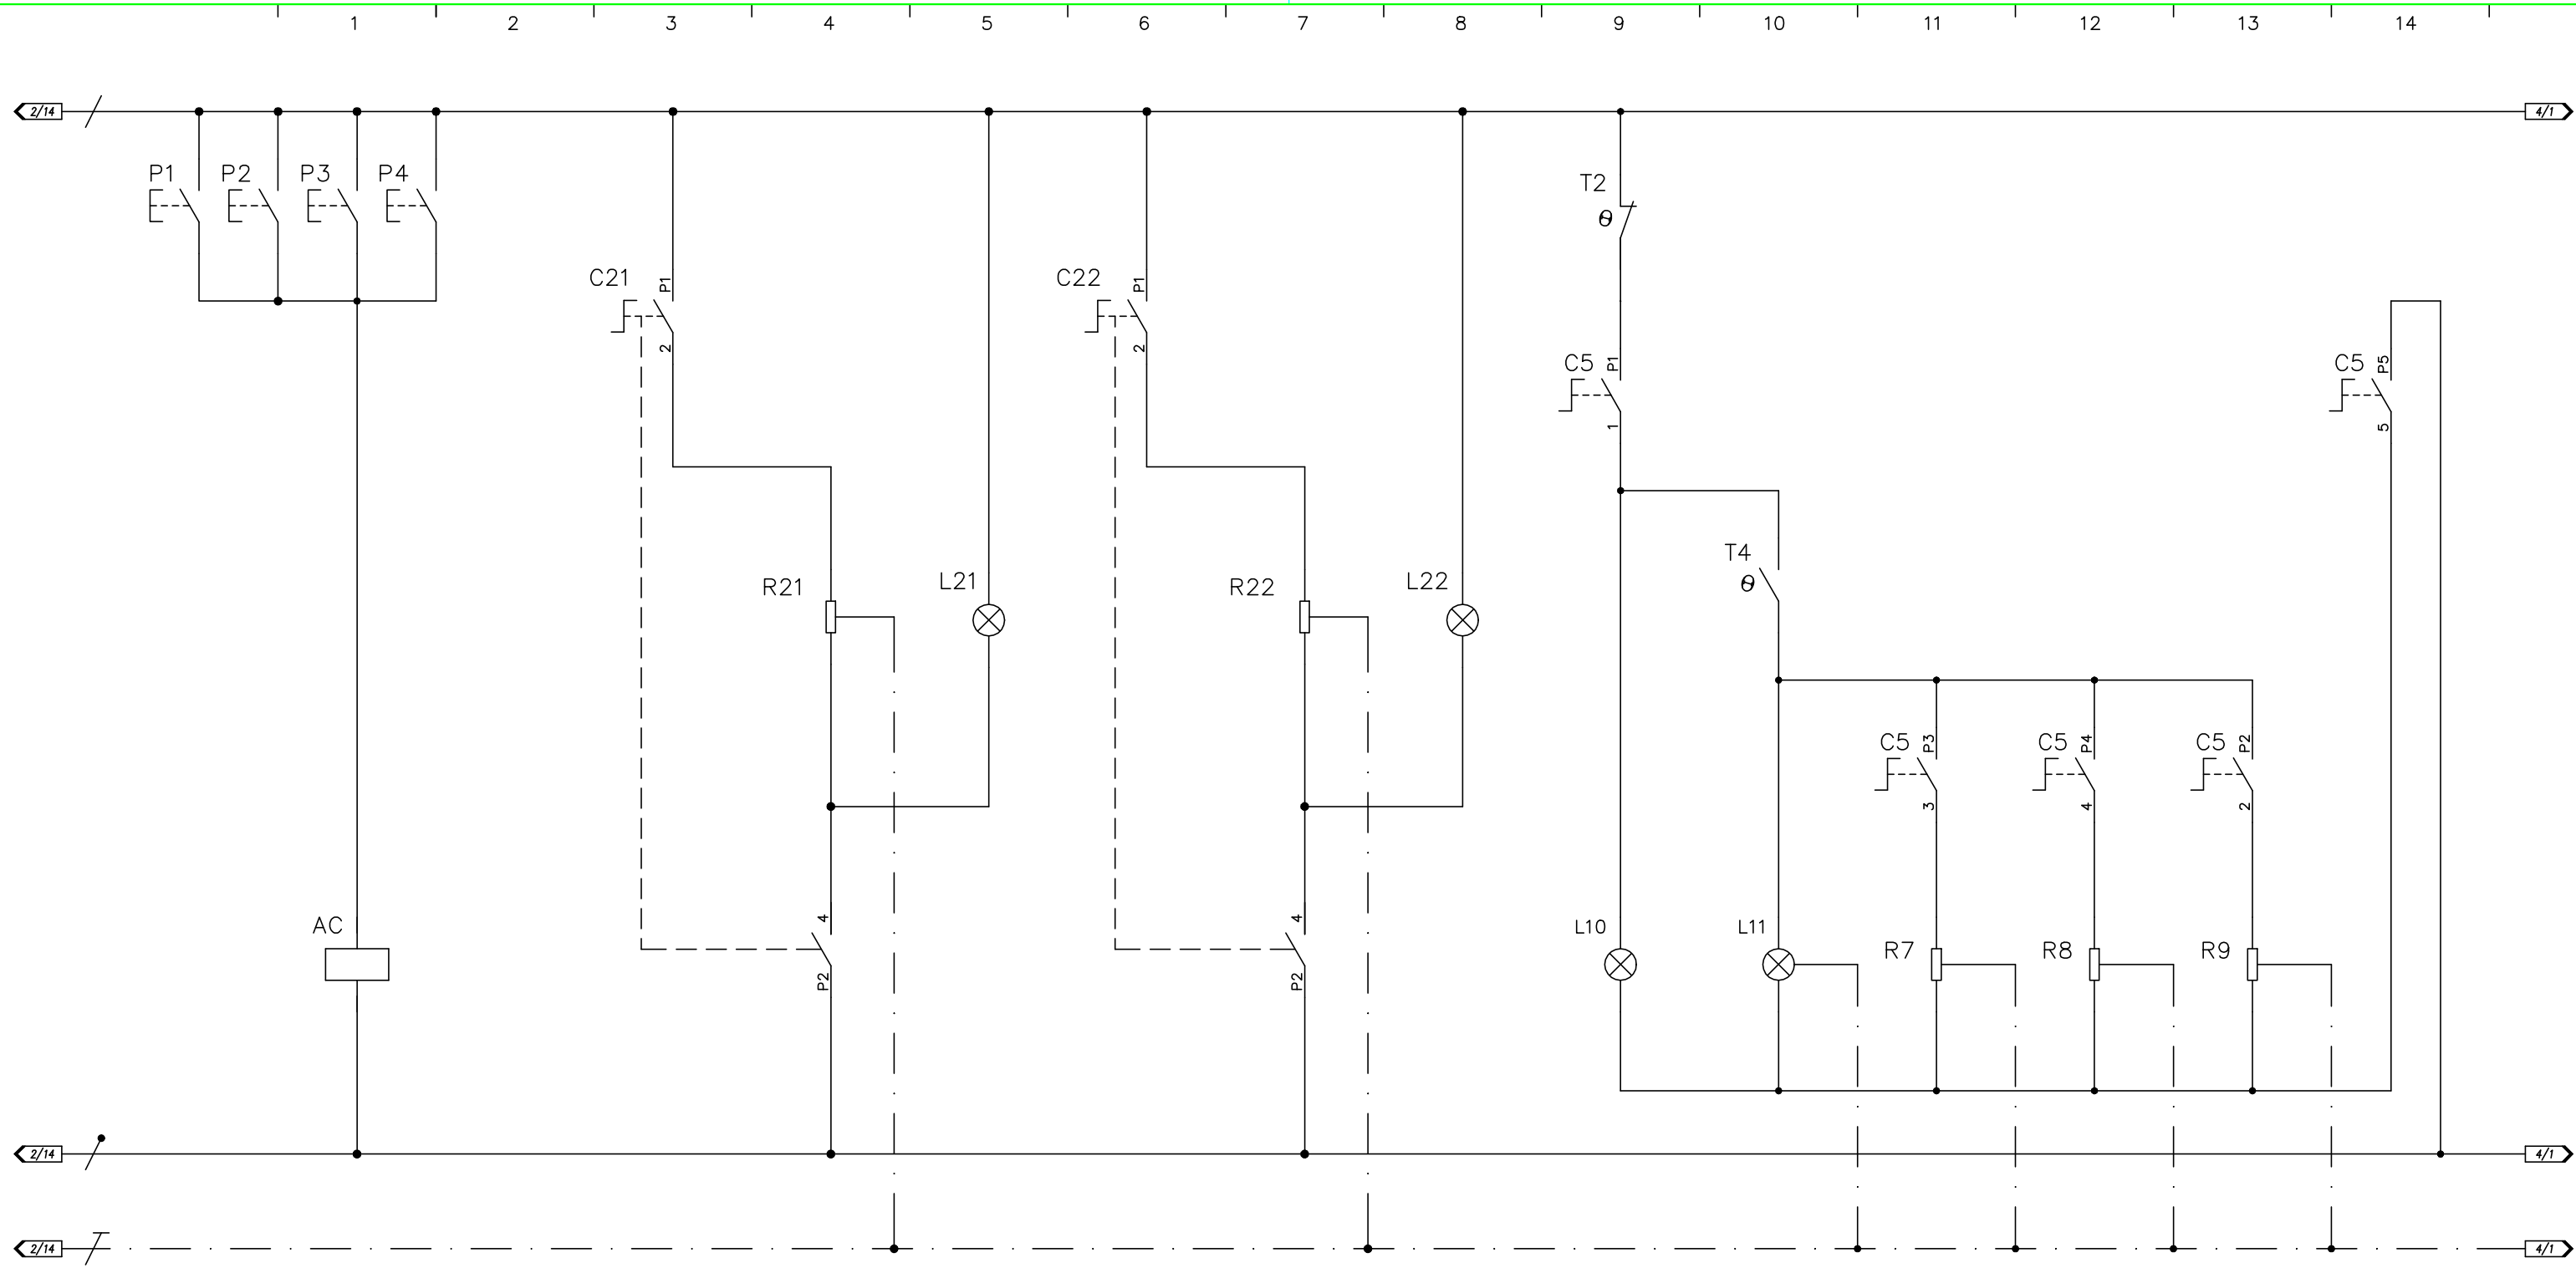 1 2 3 4 5 6 7 8 9 10 11 12 13 14
2/14 4/1
P1 P2 P3 P4
T2
θ
C21 P1
2
C22 P1
2
C5 P1
1
C5 P5
5
T4
θ
R21 L21 R22 L22
C5 P3
3
C5 P4
4
C5 P2
2
AC
4
P2
4
P2
L10 L11 R7 R8 R9
2/14 4/1
2/14 4/1